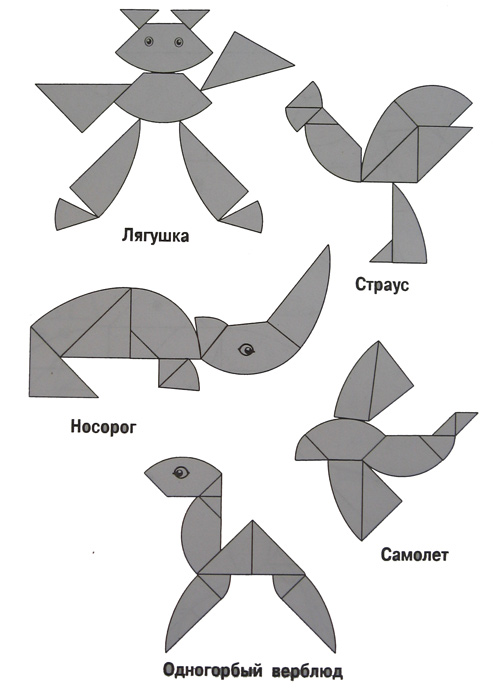 Лягушка
Страус
Носорог
Самолет
Одногорбый верблюд